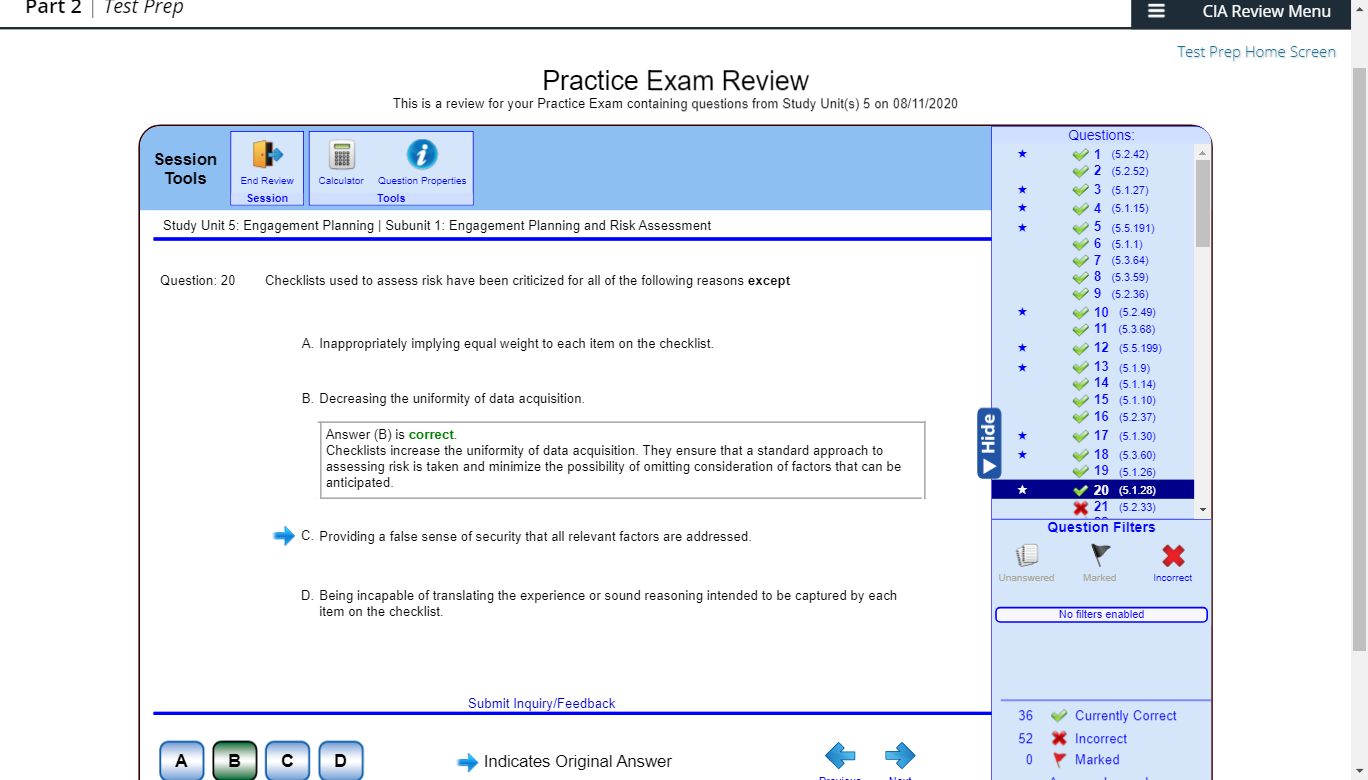 Part 2 | Test Prep
CIA Review Menu
Test Prep Home Screen
Practice Exam Review
This is a review for your Practice Exam containing questions from Study Unit(s) 5 on 08/11/2020
Session
Tools
End Review
Session
Calculator
Question Properties
Tools
Study Unit 5: Engagement Planning | Subunit 1: Engagement Planning and Risk Assessment
Question: 20
Checklists used to assess risk have been criticized for all of the following reasons except
A. Inappropriately implying equal weight to each item on the checklist.
B. Decreasing the uniformity of data acquisition.
Answer (B) is correct.
Checklists increase the uniformity of data acquisition. They ensure that a standard approach to
assessing risk is taken and minimize the possibility of omitting consideration of factors that can be
anticipated.
C. Providing a false sense of security that all relevant factors are addressed.
D. Being incapable of translating the experience or sound reasoning intended to be captured by each
item on the checklist.
Submit Inquiry/Feedback
A
B
C
D
Indicates Original Answer
Previous
Next
Hide
Questions:
1 (5.2.42)
2 (5.2.52)
3 (5.1.27)
4 (5.1.15)
5 (5.5.191)
6 (5.1.1)
7 (5.3.64)
8 (5.3.59)
9 (5.2.36)
10 (5.2.49)
11 (5.3.68)
12 (5.5.199)
13 (5.1.9)
14 (5.1.14)
15 (5.1.10)
16 (5.2.37)
17 (5.1.30)
18 (5.3.60)
19 (5.1.26)
20 (5.1.28)
21 (5.2.33)
Question Filters
Unanswered
Marked
Incorrect
No filters enabled
36 Currently Correct
52 Incorrect
0 Marked